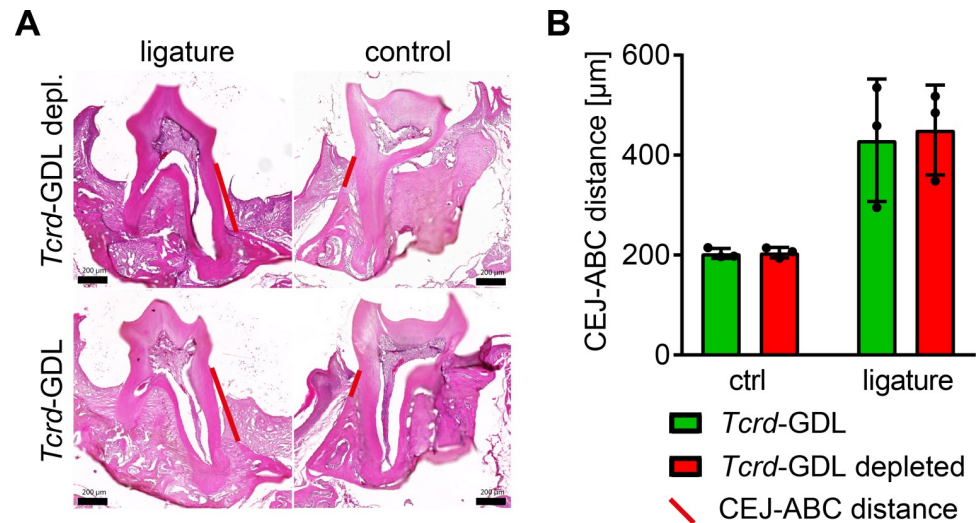 A
ligature
control
Tcrd-GDL depl.
200 µm
200 µm
Tcrd-GDL
200 µm
200 µm
B
CEJ-ABC distance [µm]
600
400
200
0
ctrl
ligature
Tcrd-GDL
Tcrd-GDL depleted
CEJ-ABC distance